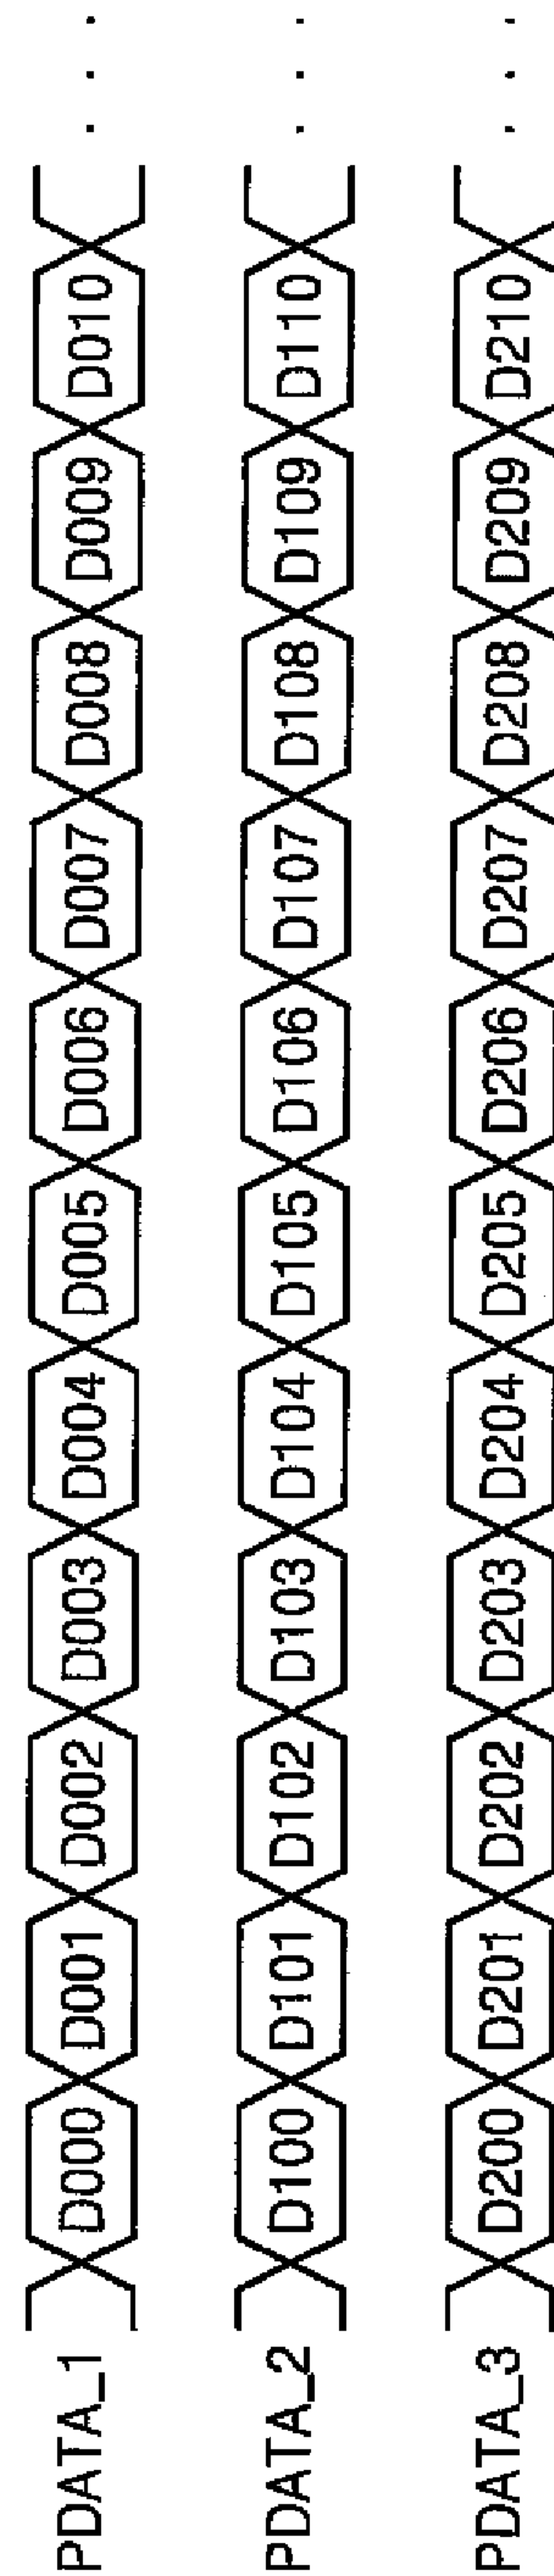 PDATA_1 D000 D001 D002 D003 D004 D005 D006 D007 D008 D009 D010 . . .
PDATA_2 D100 D101 D102 D103 D104 D105 D106 D107 D108 D109 D110 . . .
PDATA_3 D200 D201 D202 D203 D204 D205 D206 D207 D208 D209 D210 . . .